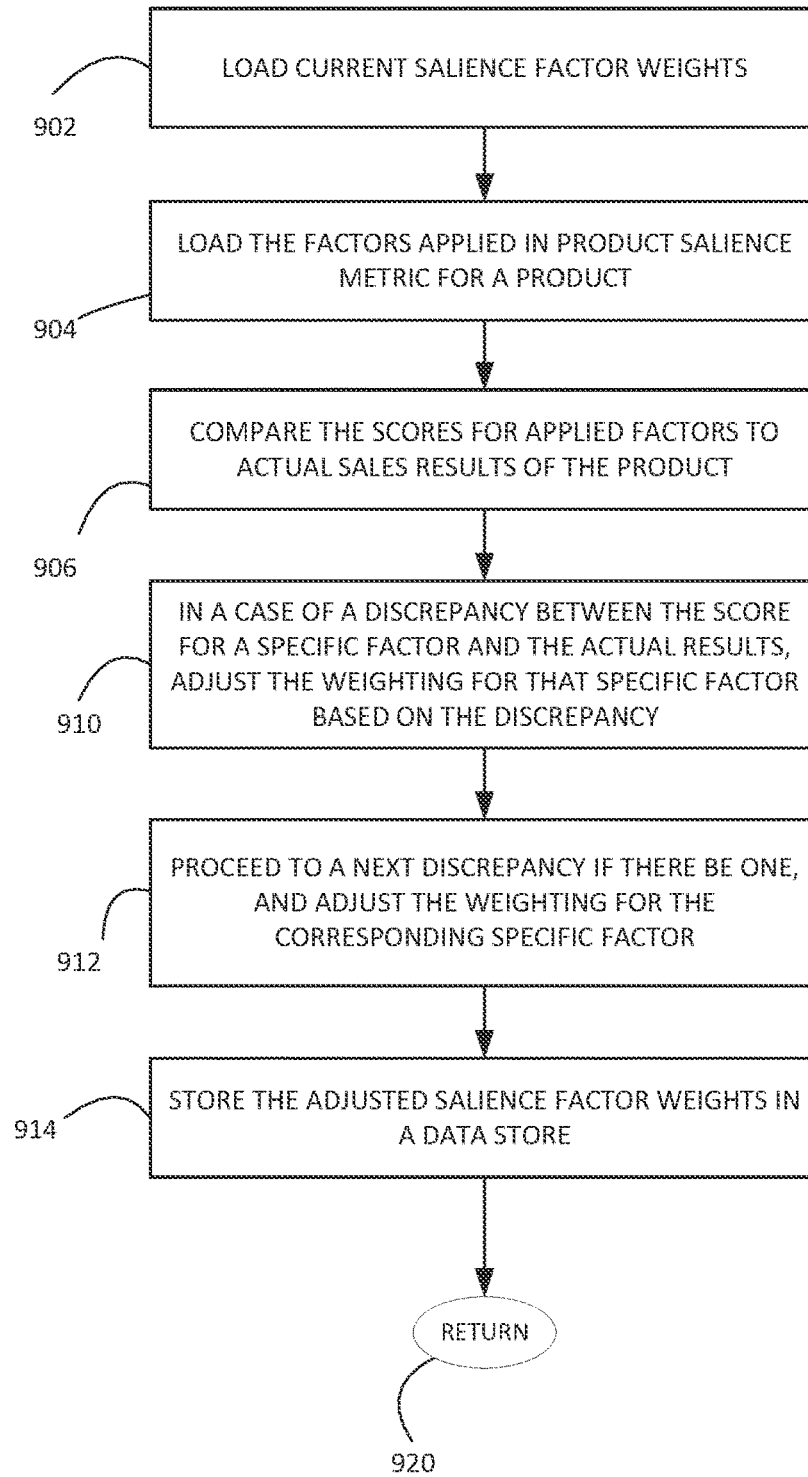 LOAD CURRENT SALIENCE FACTOR WEIGHTS
902
LOAD THE FACTORS APPLIED IN PRODUCT SALIENCE
METRIC FOR A PRODUCT
904
COMPARE THE SCORES FOR APPLIED FACTORS TO
ACTUAL SALES RESULTS OF THE PRODUCT
906
IN A CASE OF A DISCREPANCY BETWEEN THE SCORE
FOR A SPECIFIC FACTOR AND THE ACTUAL RESULTS,
ADJUST THE WEIGHTING FOR THAT SPECIFIC FACTOR
BASED ON THE DISCREPANCY
910
PROCEED TO A NEXT DISCREPANCY IF THERE BE ONE,
AND ADJUST THE WEIGHTING FOR THE
CORRESPONDING SPECIFIC FACTOR
912
STORE THE ADJUSTED SALIENCE FACTOR WEIGHTS IN
A DATA STORE
914
RETURN
920